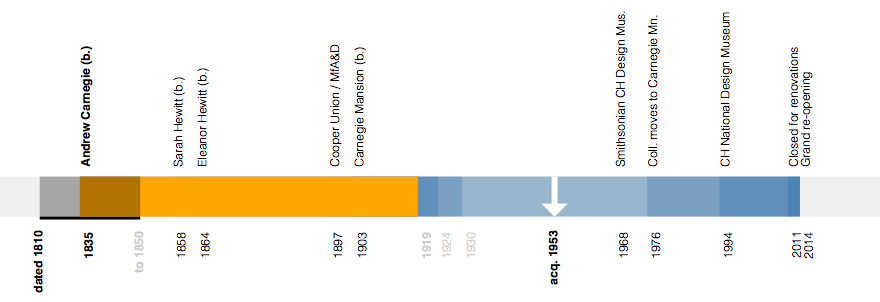 Andrew Carnegie (b.)
Sarah Hewitt (b.)
Eleanor Hewitt (b.)
Cooper Union / MfA&D
Carnegie Mansion (b.)
Smithsonian CH Design Mus.
Coll. moves to Carnegie Mn.
CH National Design Museum
Closed for renovations
Grand re-opening
dated 1810
1835
to 1850
1858
1864
1897
1903
1919
1924
1930
acq. 1953
1968
1976
1994
2011
2014